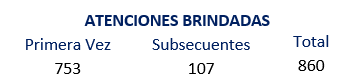 ATENCIONES BRINDADAS
Primera Vez Subsecuentes Total
753 107 860